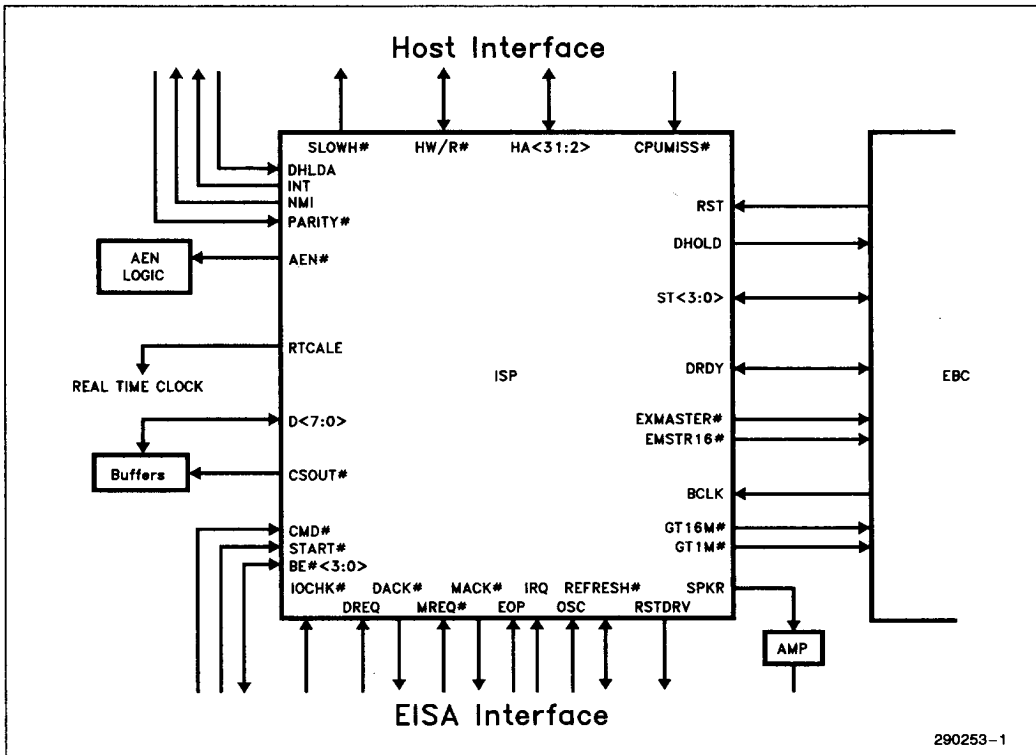 Host Interface
SLOWH# HW/R# HA<31:2> CPUMISS#
DHLDA
INT
NMI
PARITY#
AEN
LOGIC
AEN#
RTCALE
REAL TIME CLOCK
D<7:0>
Buffers
CSOUT#
CMD#
START#
BE#<3:0>
ISP
RST
DHOLD
ST<3:0>
DRDY
EXMASTER#
EMSTR16#
BCLK
GT16M#
GT1M#
EBC
IOCHK# DACK# MACK# IRQ REFRESH# SPKR
DREQ MREQ# EOP OSC RSTDRV
AMP
EISA Interface
290253-1